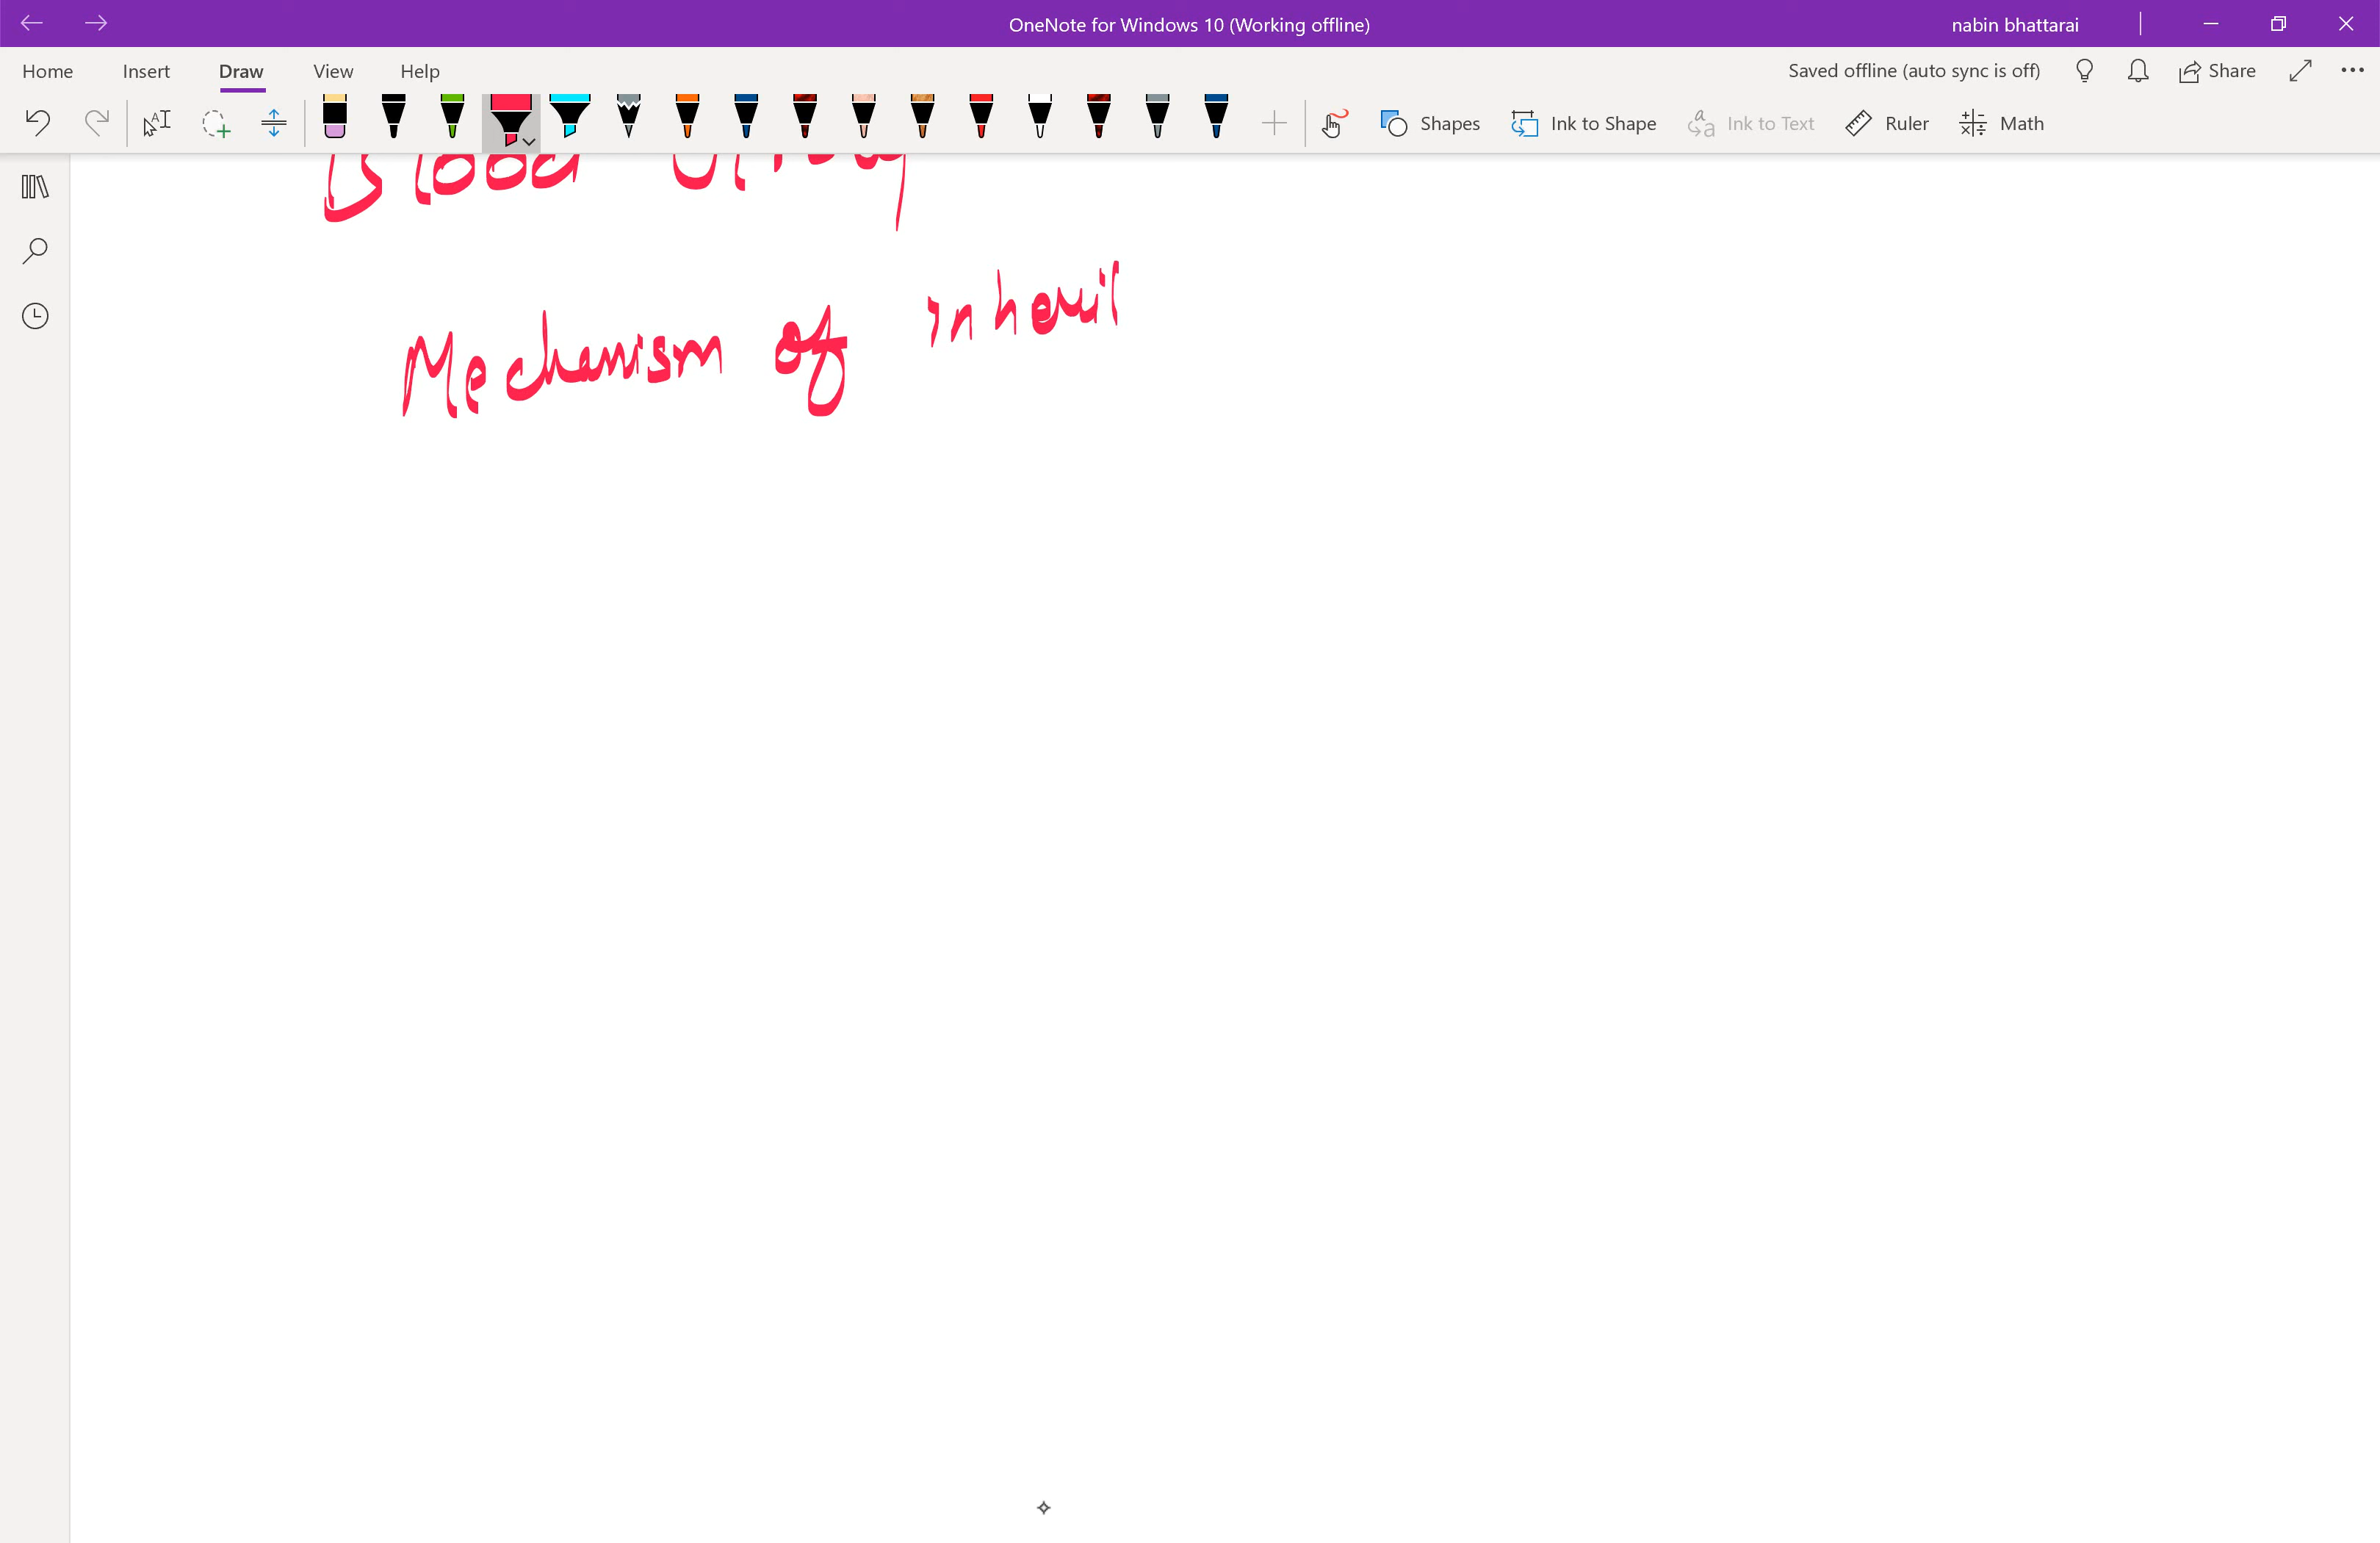 OneNote for Windows 10 (Working offline)
nabin bhattarai
Home Insert Draw View Help
Saved offline (auto sync is off) Share
Shapes Ink to Shape Ink to Text Ruler Math
Blood
Mechanism of inherit